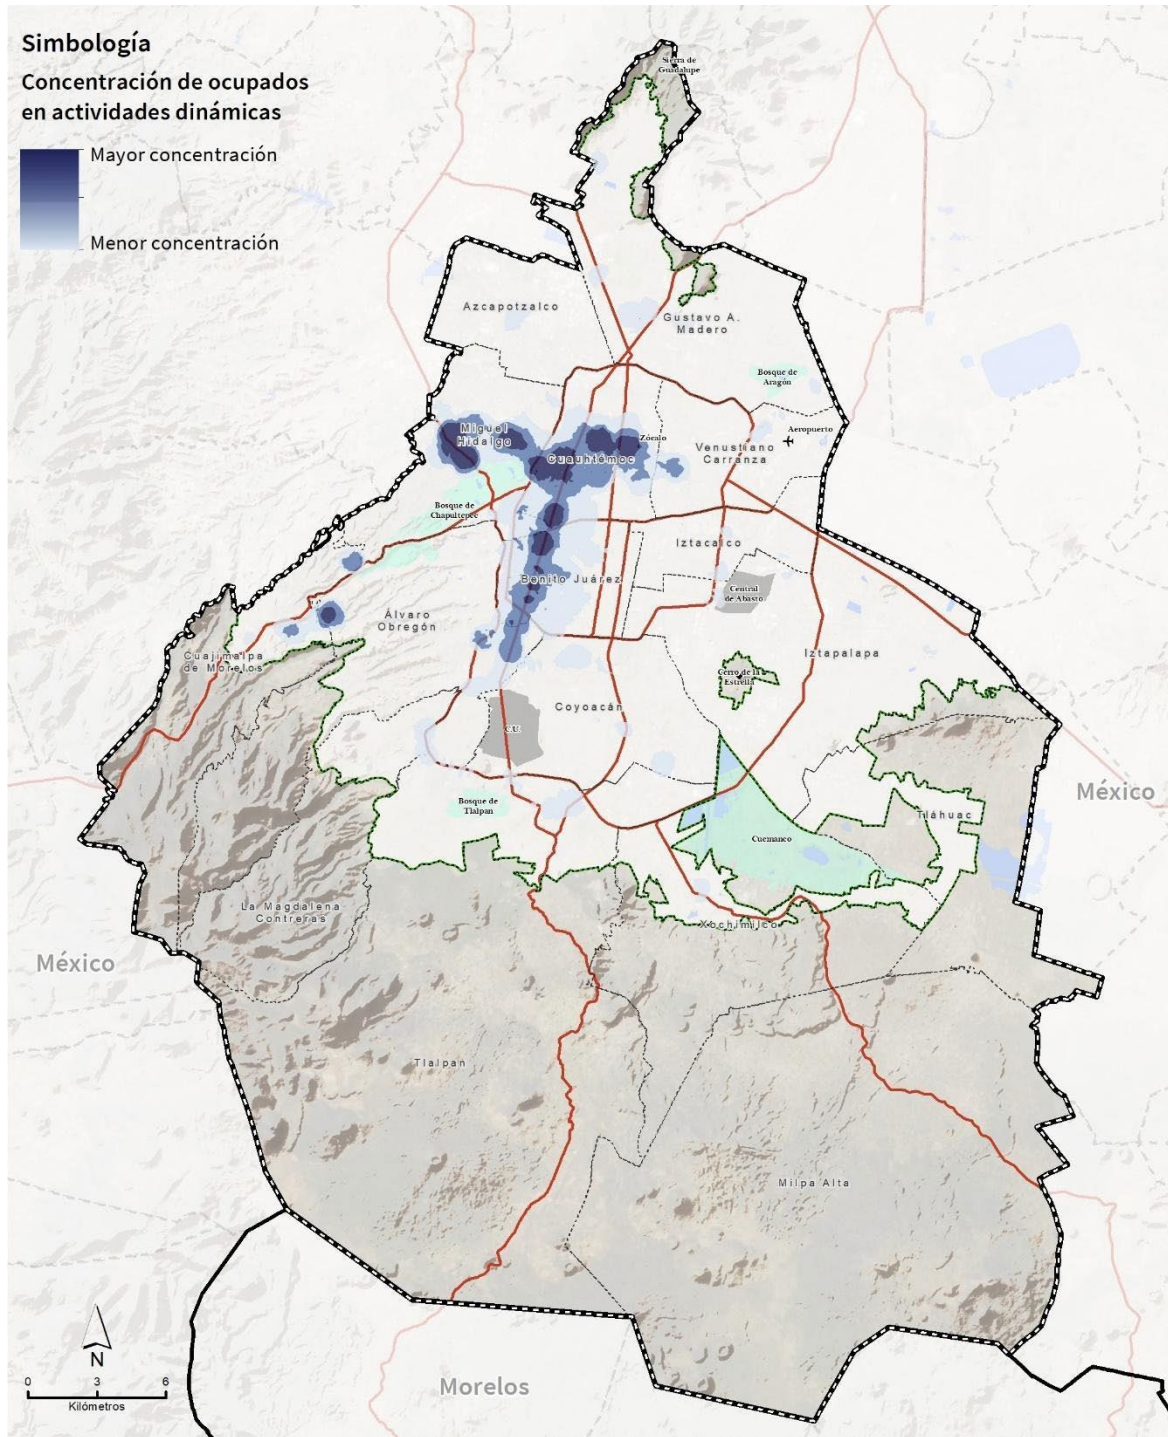 Simbología
Concentración de ocupados
en actividades dinámicas
Mayor concentración
Menor concentración
Sierra de
Guadalupe
Azcapotzalco
Gustavo A.
Madero
Bosque de
Aragón
Miguel
Hidalgo
Zócalo
Aeropuerto
Cuauhtémoc
Venustiano
Carranza
Bosque de
Chapultepec
Iztacalco
Benito Juárez
Central
de Abasto
Álvaro
Obregón
Cuajimalpa
de Morelos
Iztapalapa
Cerro de la
Estrella
Coyoacán
C.U.
México
Bosque de
Tlalpan
Tláhuac
Cuemanco
La Magdalena
Contreras
Xochimilco
México
Tlalpan
Milpa Alta
N
0 3 6
Kilómetros
Morelos